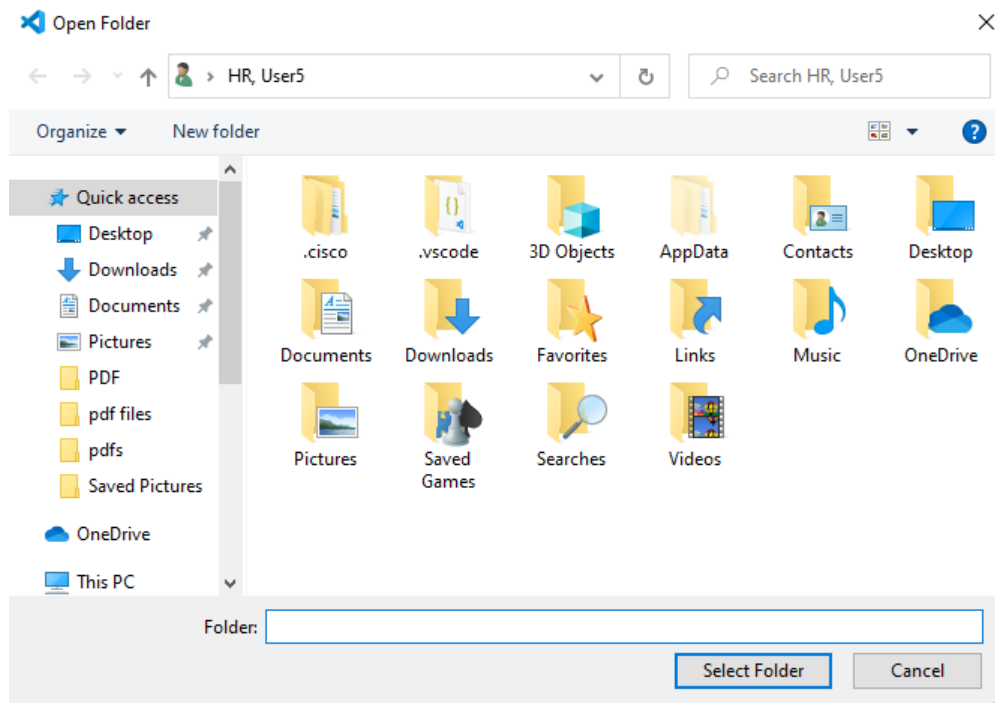 Open Folder
HR, User5
Search HR, User5
Organize
New folder
Quick access
Desktop
Downloads
Documents
Pictures
PDF
pdf files
pdfs
Saved Pictures
OneDrive
This PC
.cisco
.vscode
3D Objects
AppData
Contacts
Desktop
Documents
Downloads
Favorites
Links
Music
OneDrive
Pictures
Saved
Games
Searches
Videos
Folder:
Select Folder
Cancel